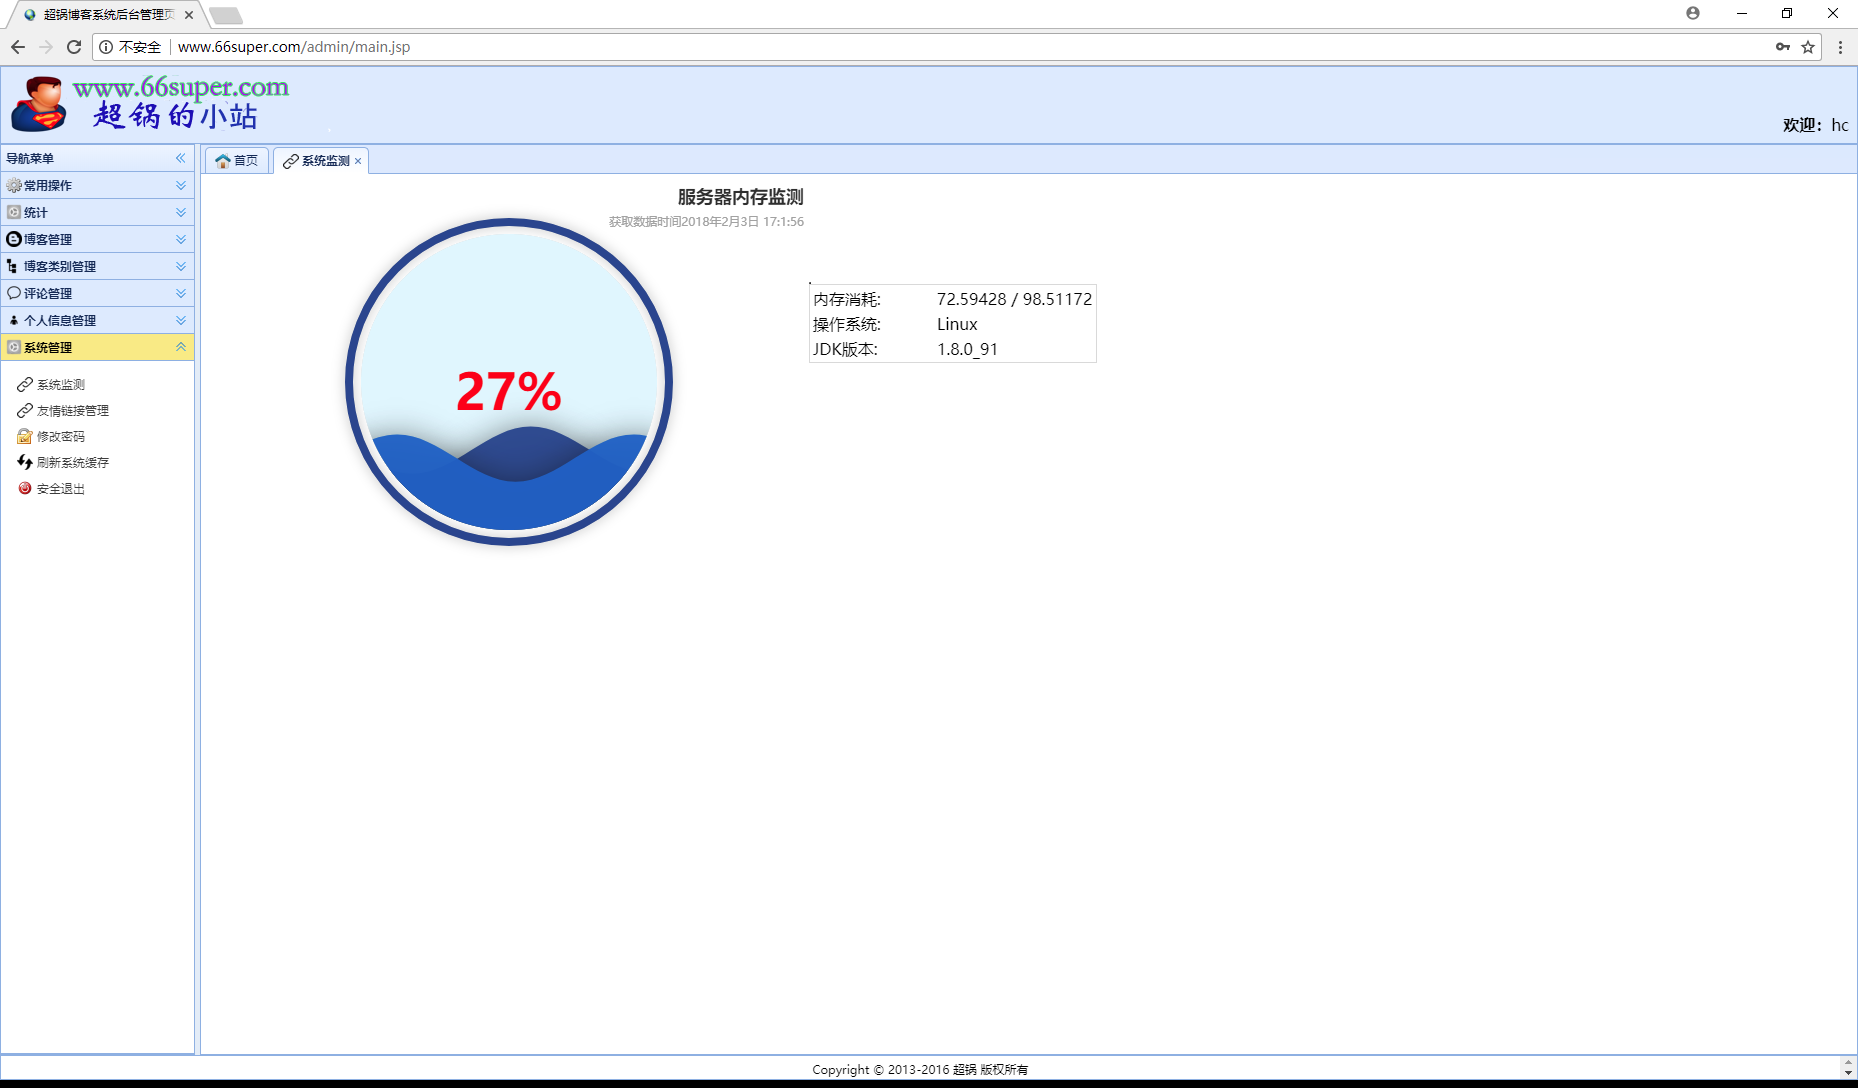 超锅博客系统后台管理页
不安全
www.66super.com/admin/main.jsp
www.66super.com
超锅的小站
欢迎：hc
导航菜单
首页
系统监测
常用操作
统计
博客管理
博客类别管理
评论管理
个人信息管理
系统管理
系统监测
友情链接管理
修改密码
刷新系统缓存
安全退出
服务器内存监测
获取数据时间2018年2月3日 17:1:56
27%
内存消耗: 72.59428 / 98.51172
操作系统: Linux
JDK版本: 1.8.0_91
Copyright © 2013-2016 超锅 版权所有